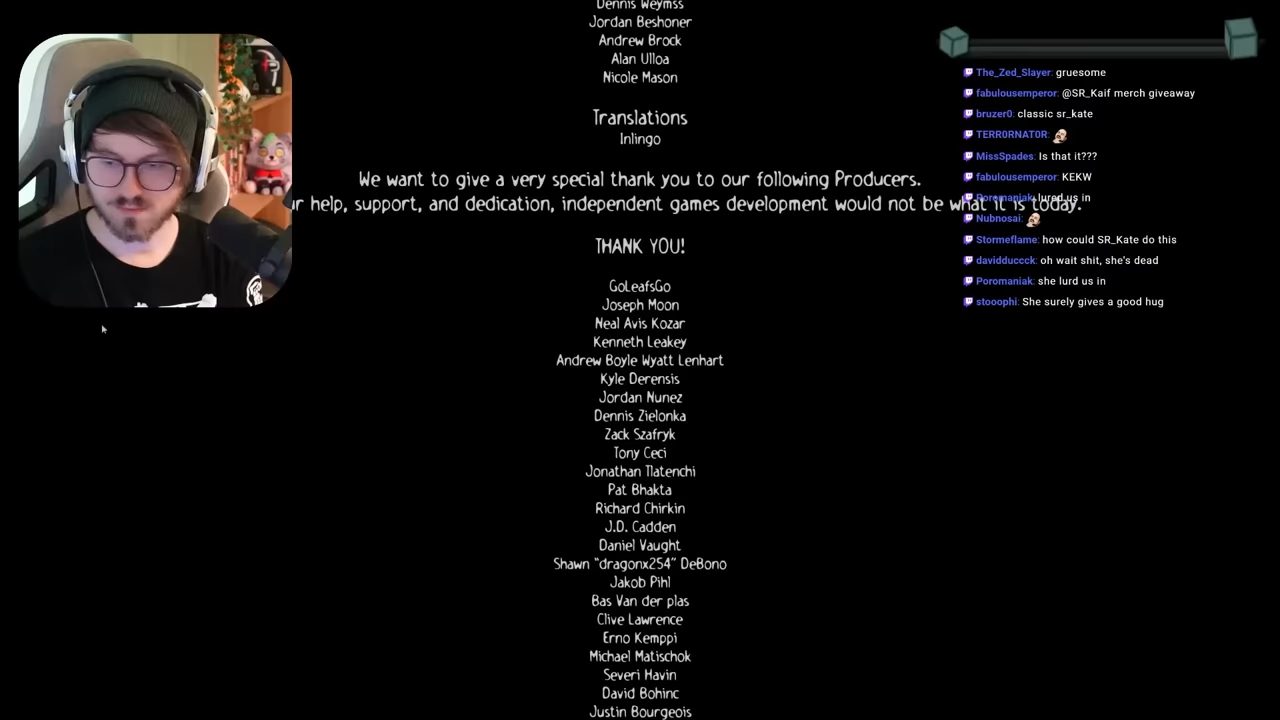 Dennis Weymss
Jordan Beshoner
Andrew Brock
Alan Ulloa
Nicole Mason
Translations
Inlingo
We want to give a very special thank you to our following Producers.
help, support, and dedication, independent games development would not be what it is today.
THANK YOU!
GoLeafsGo
Joseph Moon
Neal Avis Kozar
Kenneth Leakey
Andrew Boyle Wyatt Lenhart
Kyle Derensis
Jordan Nunez
Dennis Zielonka
Zack Szafryk
Tony Ceci
Jonathan Tlatenchi
Pat Bhakta
Richard Chirkin
J.D. Cadden
Daniel Vaught
Shawn "dragonx254" DeBono
Jakob Pihl
Bas Van der plas
Clive Lawrence
Erno Kemppi
Michael Matischok
Severi Havin
David Bohinc
Justin Bourgeois
The_Zed_Slayer: gruesome
fabulousemperor: @SR_Kaif merch giveaway
bruzer0: classic sr_kate
TERR0RNAT0R:
MissSpades: Is that it???
fabulousemperor: KEKW
Poromaniak: lured us in
Nubnosai:
Stormeflame: how could SR_Kate do this
davidduccck: oh wait shit, she's dead
Poromaniak: she lurd us in
stooophi: She surely gives a good hug